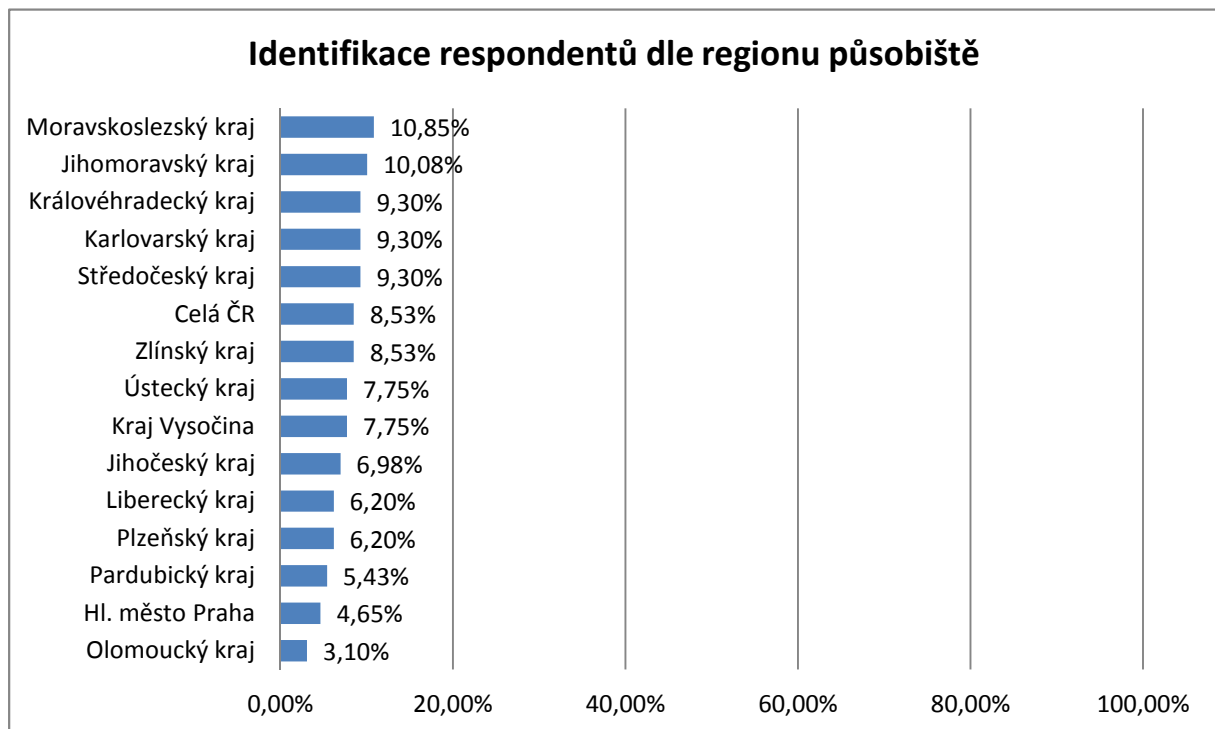 Identifikace respondentů dle regionu působiště
Moravskoslezský kraj 10,85%
Jihomoravský kraj 10,08%
Královéhradecký kraj 9,30%
Karlovarský kraj 9,30%
Středočeský kraj 9,30%
Celá ČR 8,53%
Zlínský kraj 8,53%
Ústecký kraj 7,75%
Kraj Vysočina 7,75%
Jihočeský kraj 6,98%
Liberecký kraj 6,20%
Plzeňský kraj 6,20%
Pardubický kraj 5,43%
Hl. město Praha 4,65%
Olomoucký kraj 3,10%
0,00% 20,00% 40,00% 60,00% 80,00% 100,00%